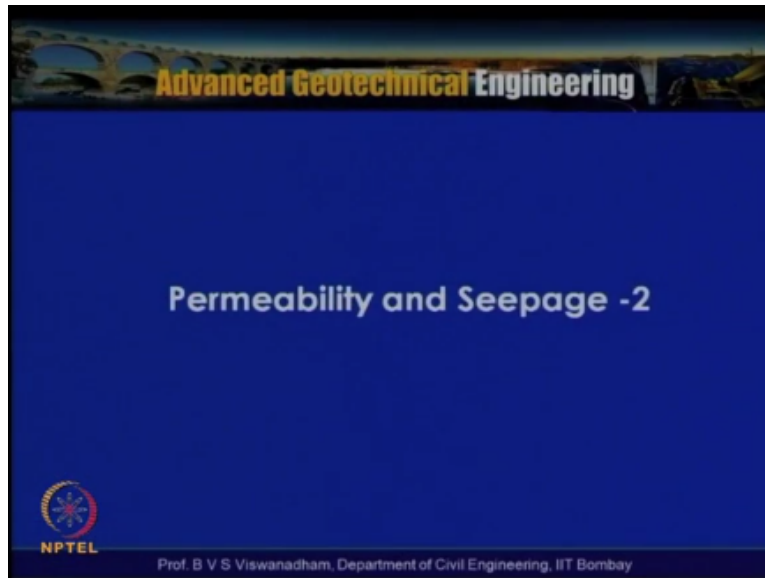 Advanced Geotechnical Engineering
Permeability and Seepage -2
NPTEL
Prof. B V S Viswanadham, Department of Civil Engineering, IIT Bombay